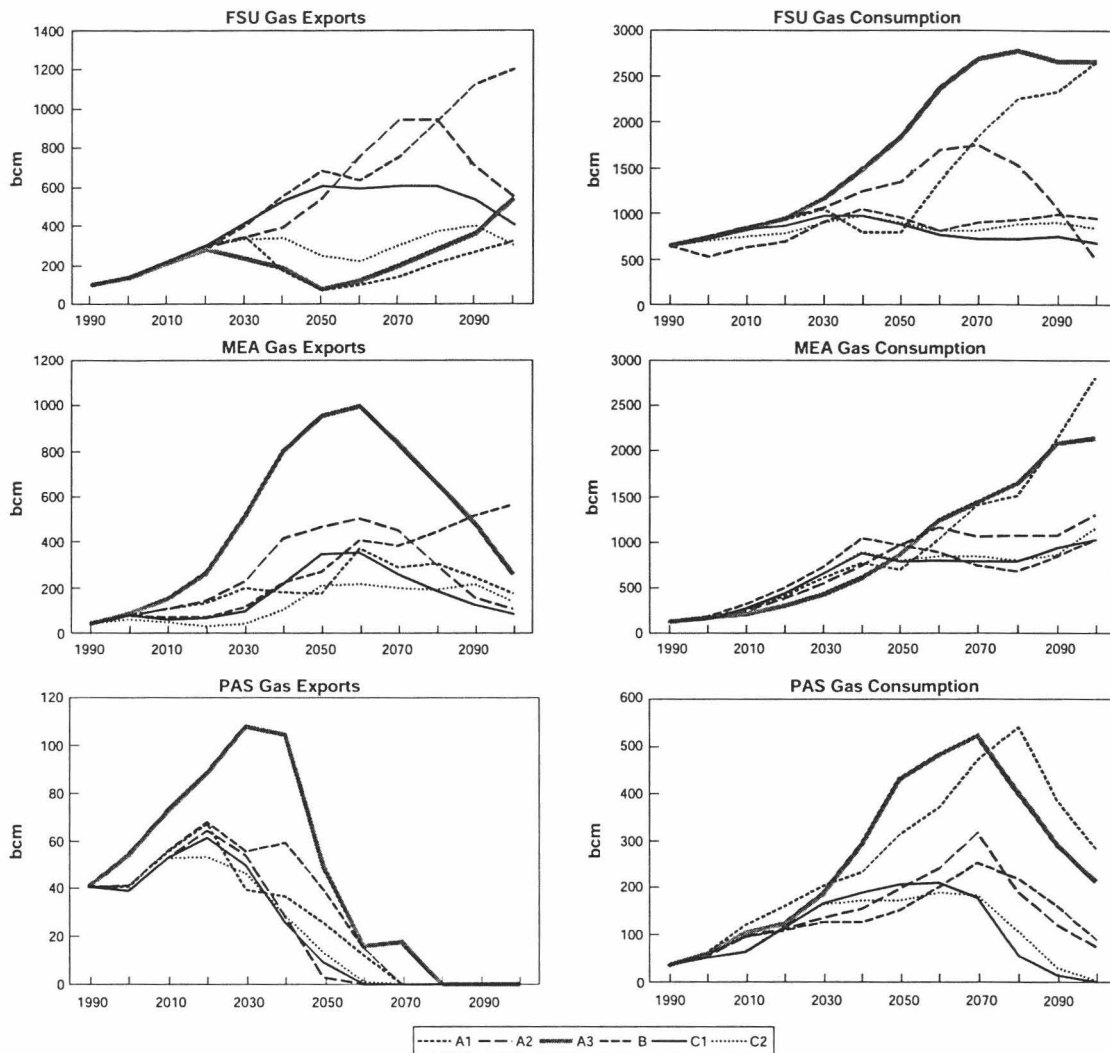 FSU Gas Exports
1400
1200
1000
800
600
400
200
0
bcm
1990 2010 2030 2050 2070 2090
FSU Gas Consumption
3000
2500
2000
1500
1000
500
0
bcm
1990 2010 2030 2050 2070 2090
MEA Gas Exports
1200
1000
800
600
400
200
0
bcm
1990 2010 2030 2050 2070 2090
MEA Gas Consumption
3000
2500
2000
1500
1000
500
0
bcm
1990 2010 2030 2050 2070 2090
PAS Gas Exports
120
100
80
60
40
20
0
bcm
1990 2010 2030 2050 2070 2090
PAS Gas Consumption
600
500
400
300
200
100
0
bcm
1990 2010 2030 2050 2070 2090
A1 A2 A3 B C1 C2